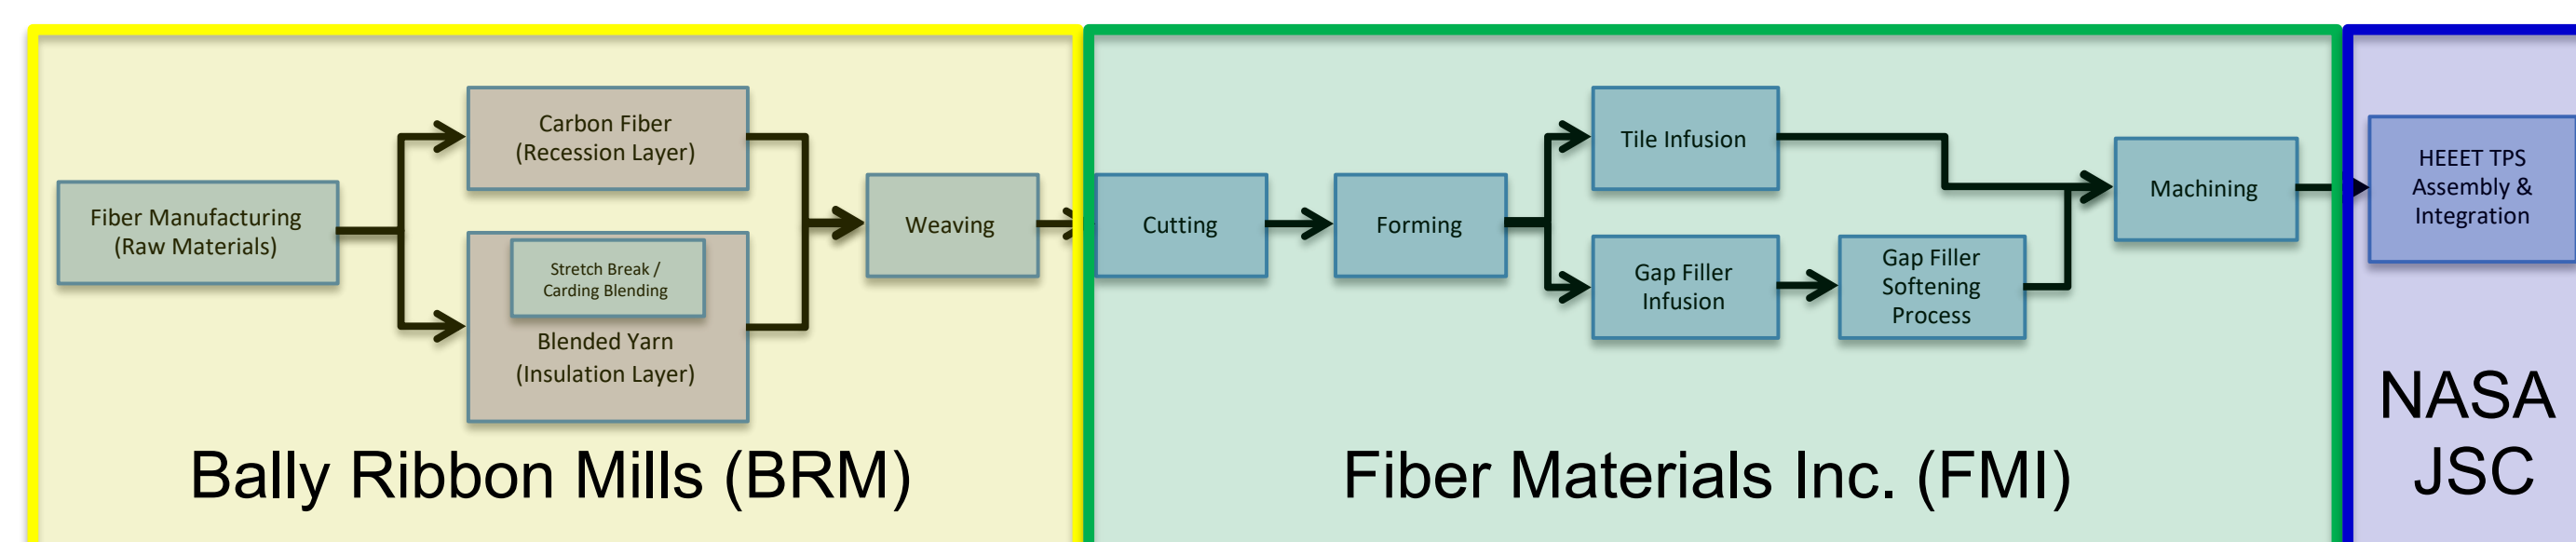 Fiber Manufacturing
(Raw Materials)
Carbon Fiber
(Recession Layer)
Stretch Break /
Carding Blending
Blended Yarn
(Insulation Layer)
Weaving
Bally Ribbon Mills (BRM)
Cutting
Forming
Tile Infusion
Gap Filler
Infusion
Gap Filler
Softening
Process
Machining
Fiber Materials Inc. (FMI)
HEEET TPS
Assembly &
Integration
NASA
JSC